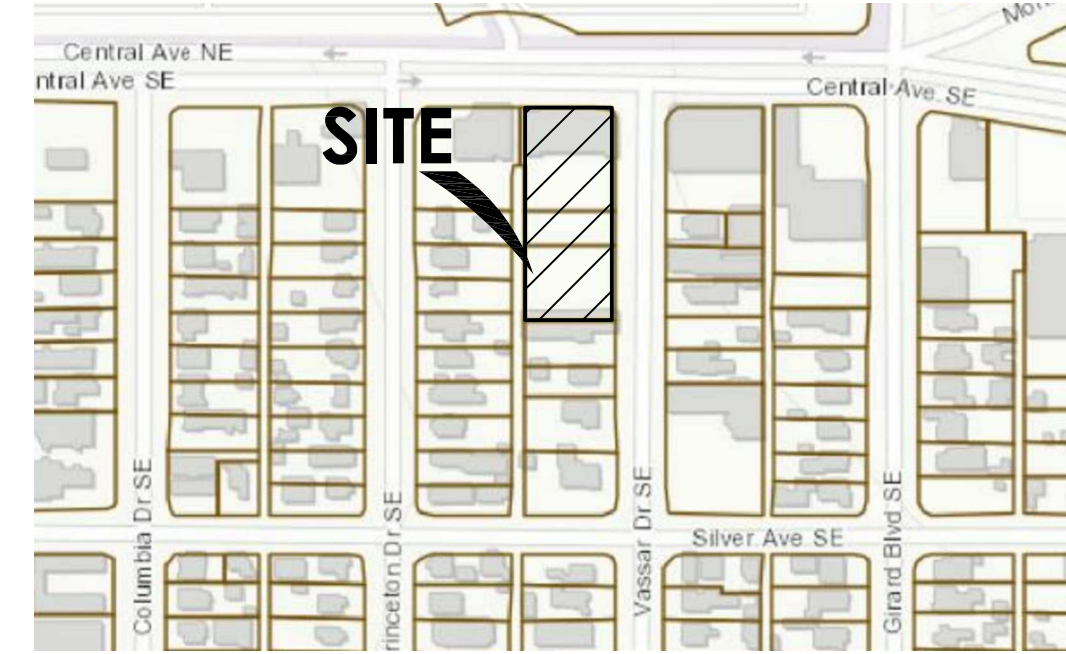 Mon
Central Ave NE
ntral Ave SE
Central Ave SE
SITE
Columbia Dr SE
rinceton Dr SE
Vassar Dr SE
Girard Blvd SE
Silver Ave SE